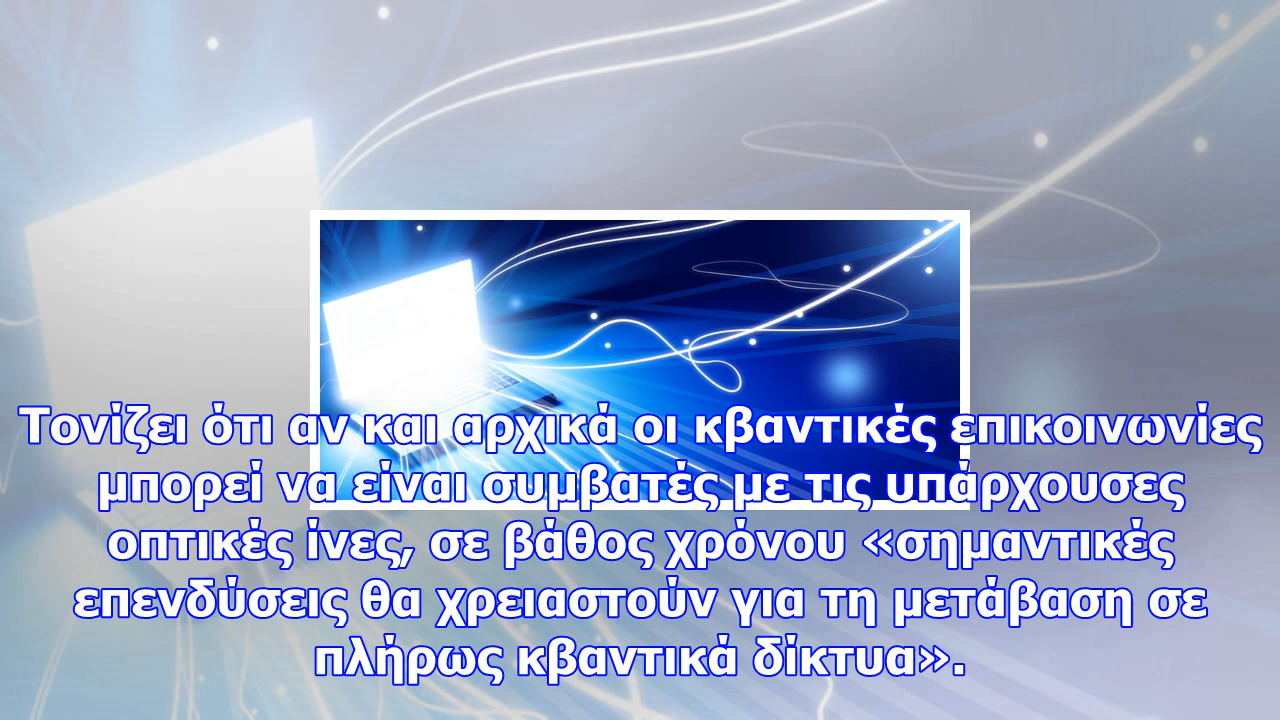 Τονίζει ότι αν και αρχικά οι κβαντικές επικοινωνίες
μπορεί να είναι συμβατές με τις υπάρχουσες
οπτικές ίνες, σε βάθος χρόνου «σημαντικές
επενδύσεις θα χρειαστούν για τη μετάβαση σε
πλήρως κβαντικά δίκτυα».